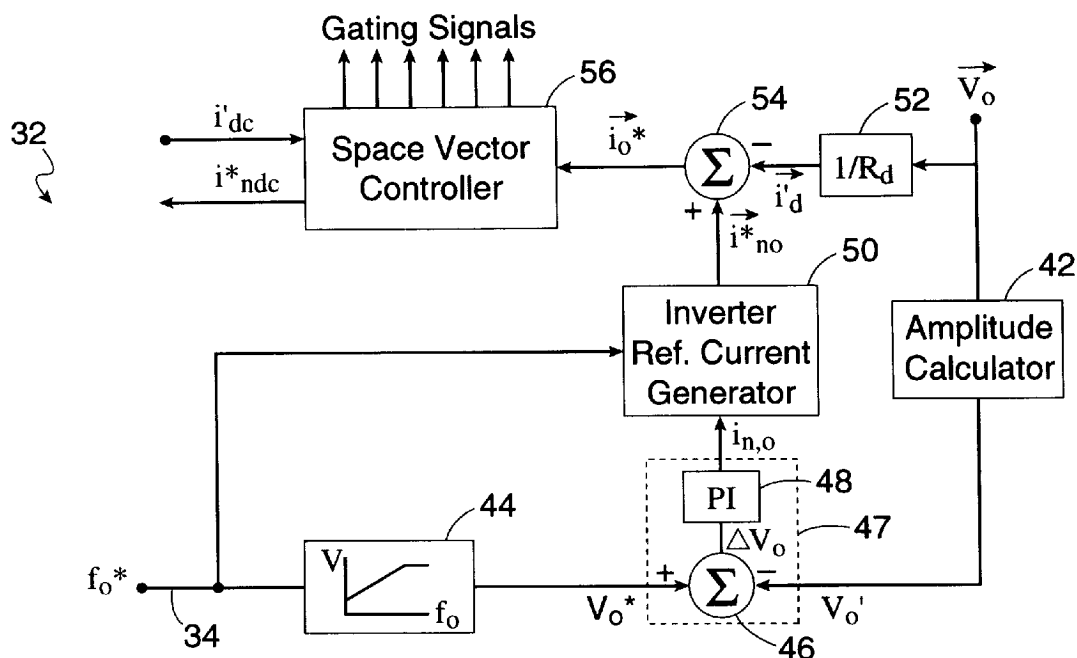 Gating Signals
56
54
52
V⃗o
32
i'dc
i*ndc
Space Vector
Controller
i⃗o*
Σ
−
+
i⃗'d
1/Rd
i⃗*no
50
42
Inverter
Ref. Current
Generator
Amplitude
Calculator
in,o
48
PI
47
44
V
fo
△Vo
fo*
34
Vo*
+
Σ
−
Vo'
46